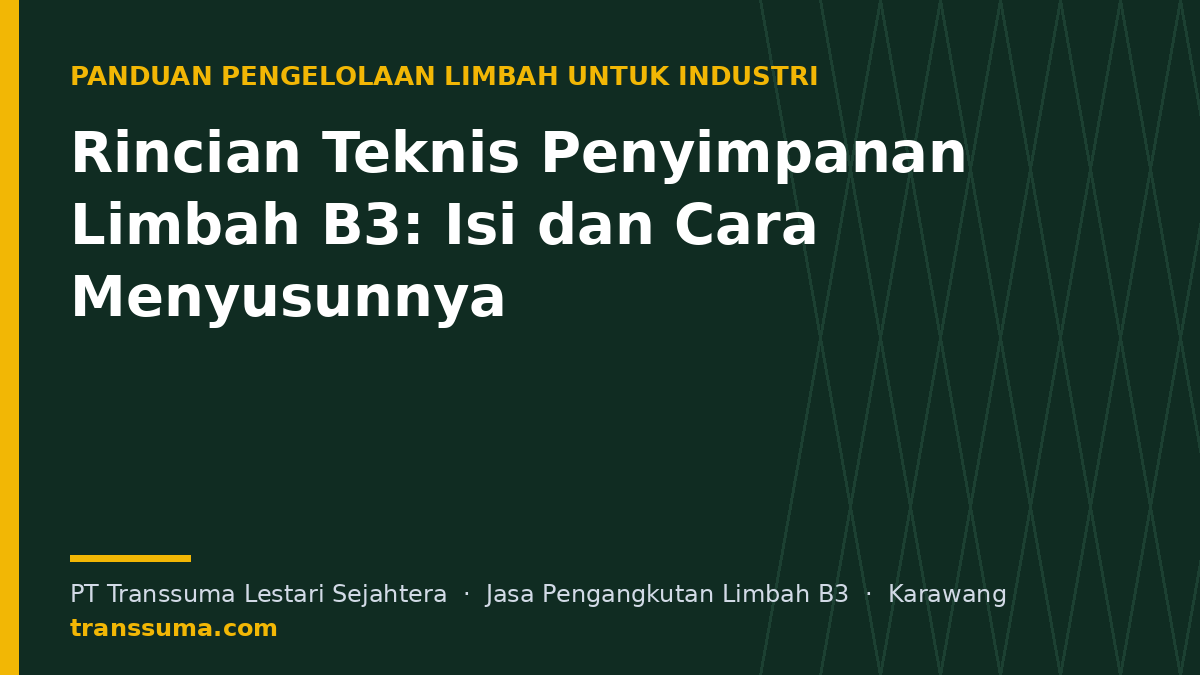 PANDUAN PENGELOLAAN LIMBAH UNTUK INDUSTRI
Rincian Teknis Penyimpanan
Limbah B3: Isi dan Cara
Menyusunnya
PT Transsuma Lestari Sejahtera · Jasa Pengangkutan Limbah B3 · Karawang
transsuma.com